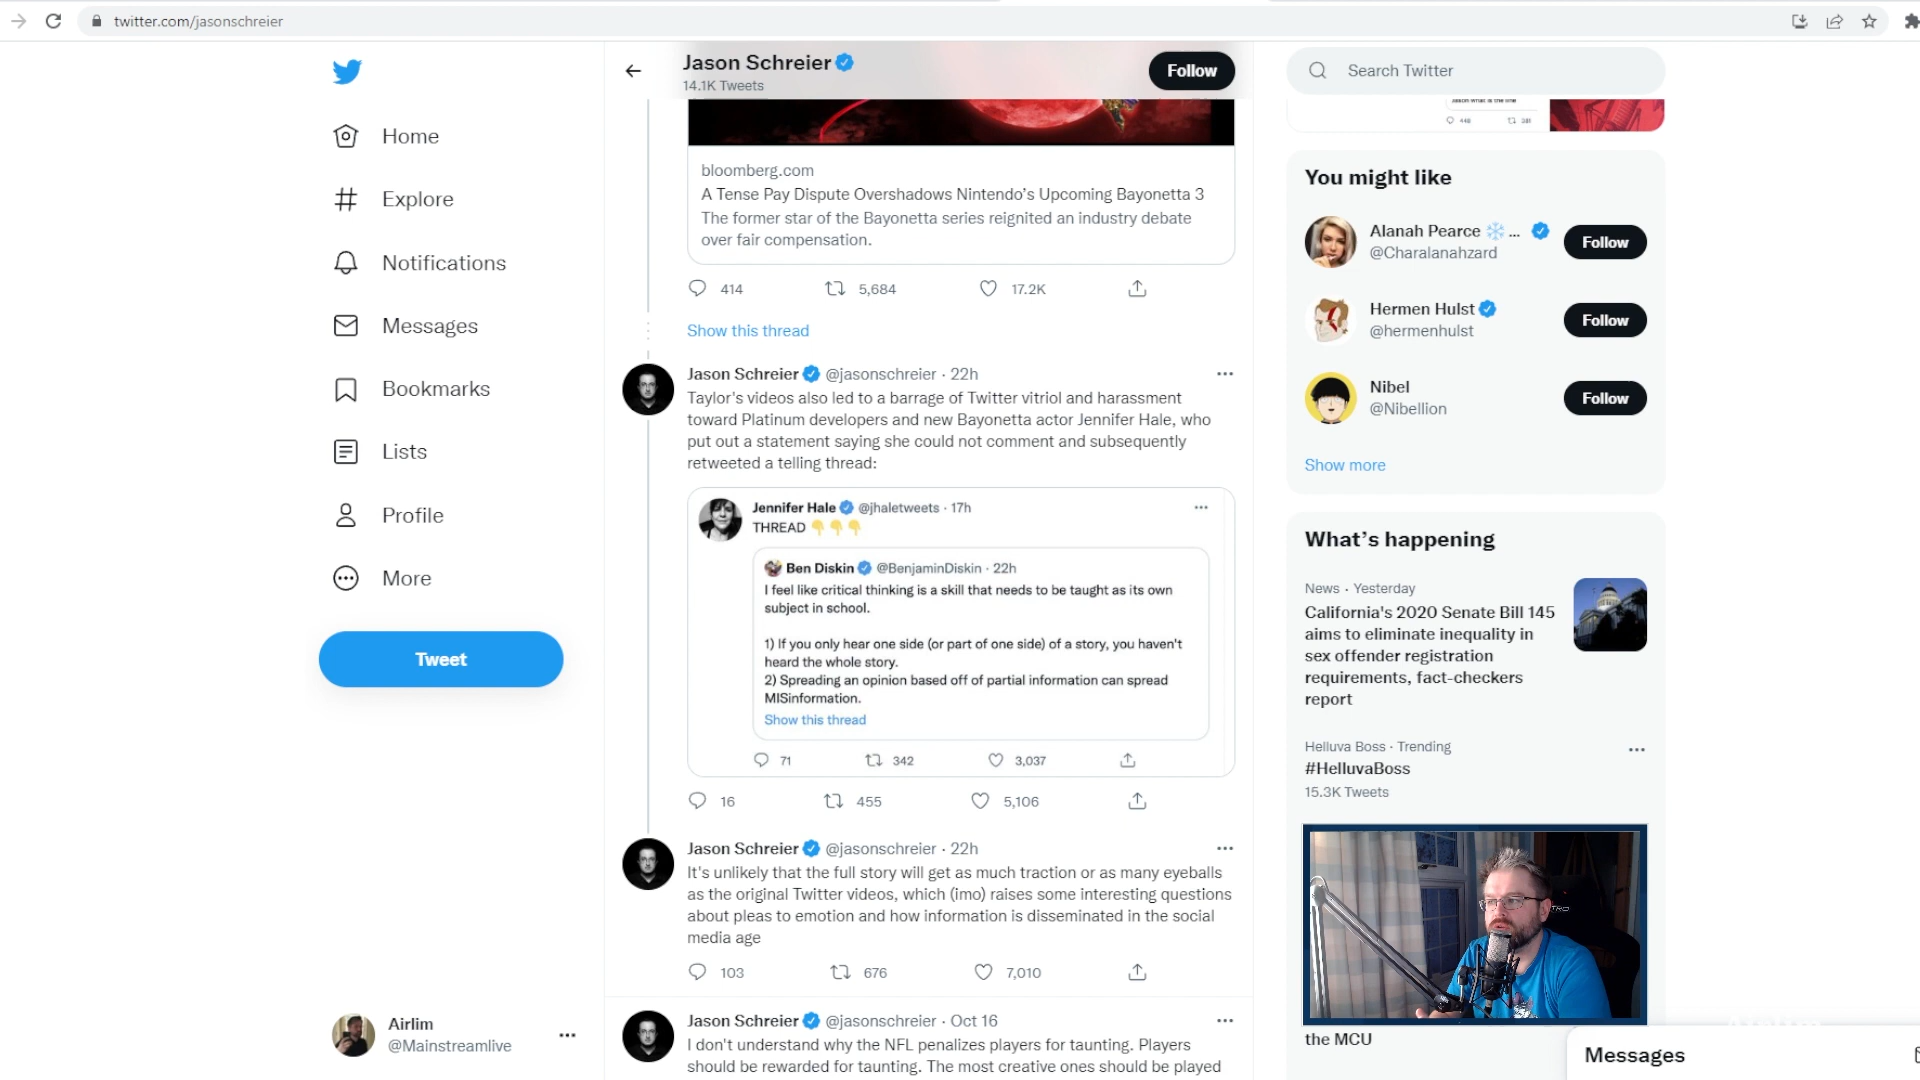 twitter.com/jasonschreier
Home
Explore
Notifications
Messages
Bookmarks
Lists
Profile
More
Tweet
Airlim
@Mainstreamlive
Jason Schreier
14.1K Tweets
Follow
bloomberg.com
A Tense Pay Dispute Overshadows Nintendo's Upcoming Bayonetta 3
The former star of the Bayonetta series reignited an industry debate
over fair compensation.
414 5,684 17.2K
Show this thread
Jason Schreier @jasonschreier · 22h
Taylor's videos also led to a barrage of Twitter vitriol and harassment
toward Platinum developers and new Bayonetta actor Jennifer Hale, who
put out a statement saying she could not comment and subsequently
retweeted a telling thread:
Jennifer Hale @jhaletweets · 17h
THREAD 👇👇👇
Ben Diskin @BenjaminDiskin · 22h
I feel like critical thinking is a skill that needs to be taught as its own
subject in school.
1) If you only hear one side (or part of one side) of a story, you haven't
heard the whole story.
2) Spreading an opinion based off of partial information can spread
MISinformation.
Show this thread
71 342 3,037
16 455 5,106
Jason Schreier @jasonschreier · 22h
It's unlikely that the full story will get as much traction or as many eyeballs
as the original Twitter videos, which (imo) raises some interesting questions
about pleas to emotion and how information is disseminated in the social
media age
103 676 7,010
Jason Schreier @jasonschreier · Oct 16
I don't understand why the NFL penalizes players for taunting. Players
should be rewarded for taunting. The most creative ones should be played
Search Twitter
Jason what is the line
448 381
You might like
Alanah Pearce ❄️ ...
@Charalanahzard
Follow
Hermen Hulst
@hermenhulst
Follow
Nibel
@Nibellion
Follow
Show more
What's happening
News · Yesterday
California's 2020 Senate Bill 145
aims to eliminate inequality in
sex offender registration
requirements, fact-checkers
report
Helluva Boss · Trending
#HelluvaBoss
15.3K Tweets
the MCU
Messages